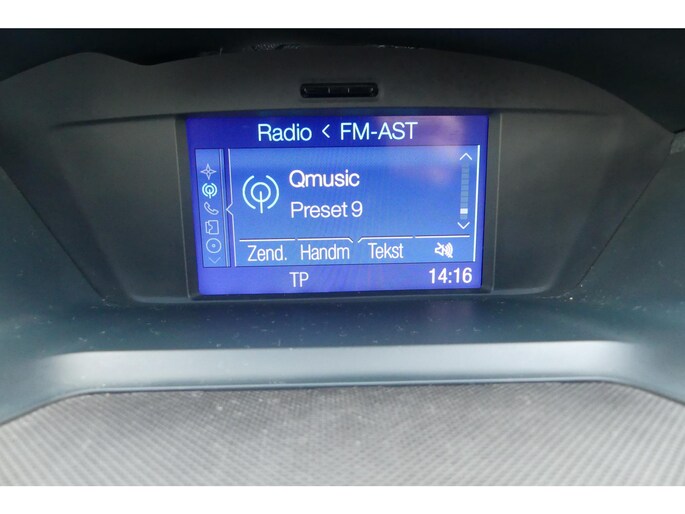 Radio < FM-AST
Qmusic
Preset 9
Zend. Handm Tekst
TP 14:16